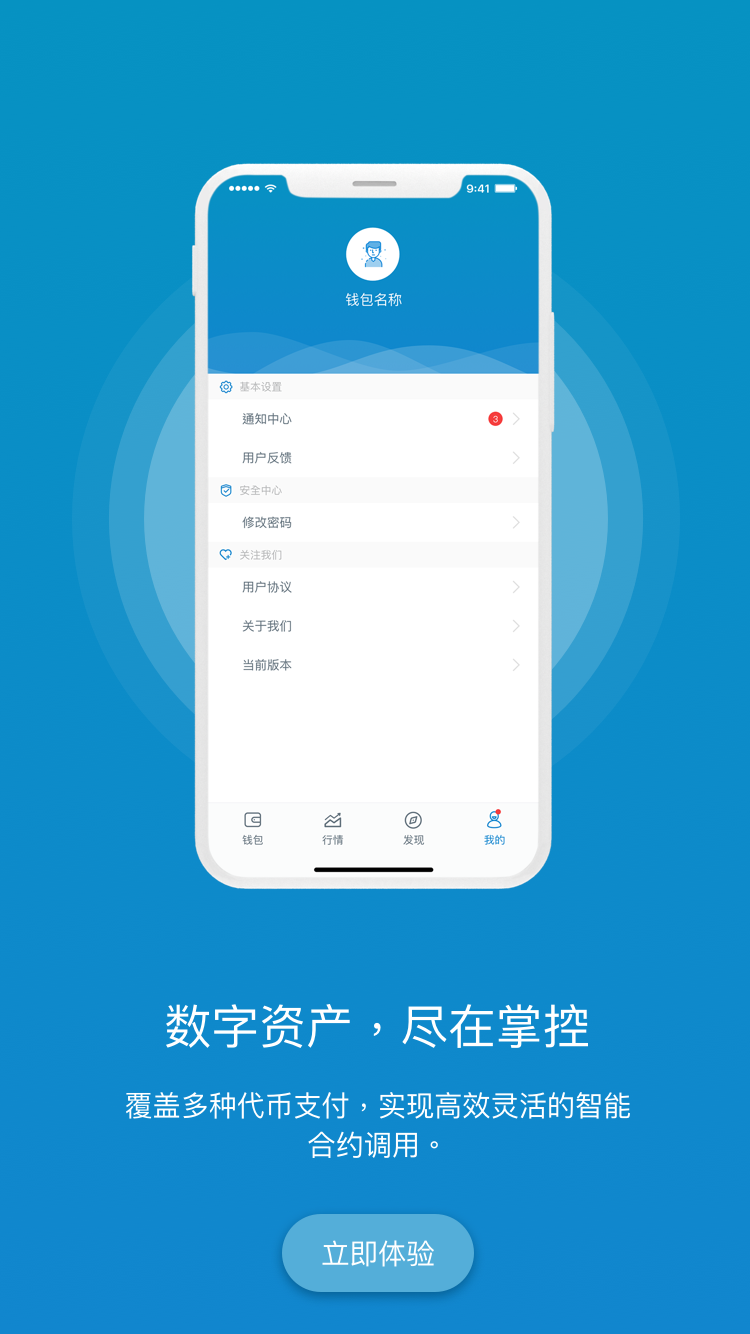 9:41
钱包名称
基本设置
通知中心 3
用户反馈
安全中心
修改密码
关注我们
用户协议
关于我们
当前版本
钱包 行情 发现 我的
数字资产，尽在掌控
覆盖多种代币支付，实现高效灵活的智能
合约调用。
立即体验